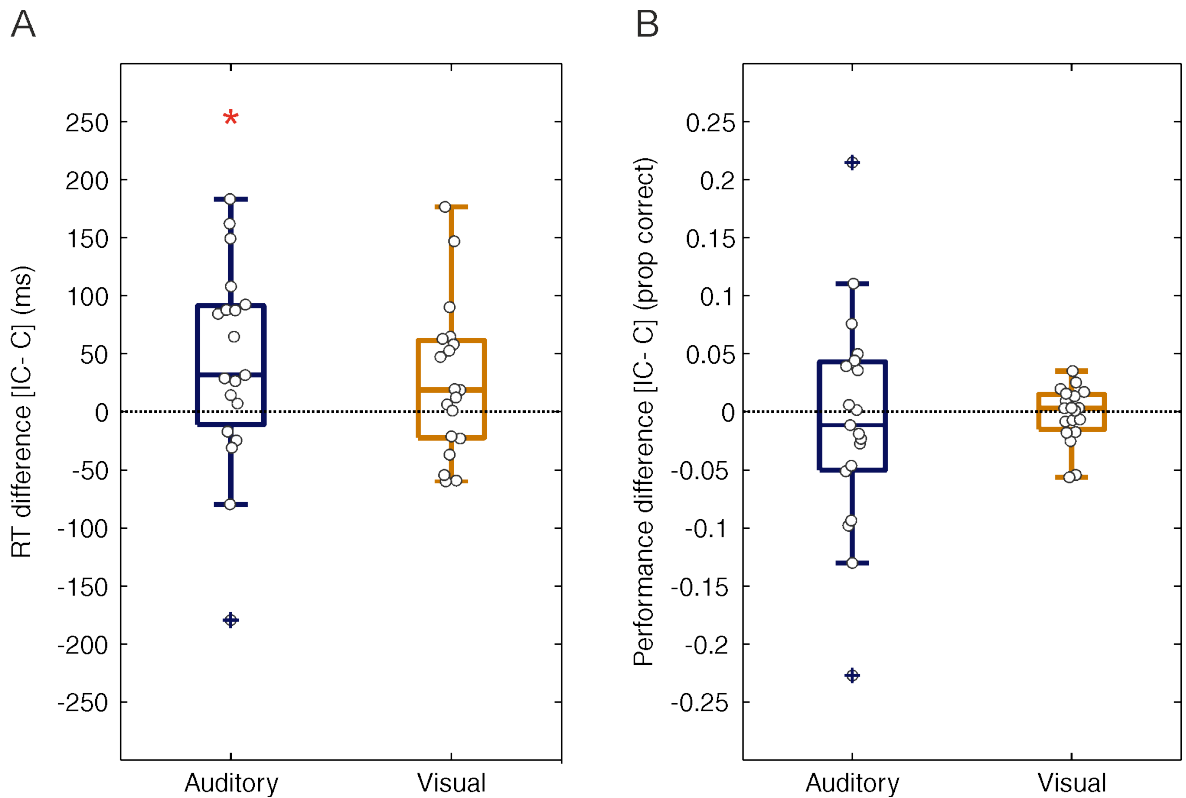 A
RT difference [IC- C] (ms)
250
200
150
100
50
0
-50
-100
-150
-200
-250
*
Auditory
Visual
B
Performance difference [IC- C] (prop correct)
0.25
0.2
0.15
0.1
0.05
0
-0.05
-0.1
-0.15
-0.2
-0.25
Auditory
Visual